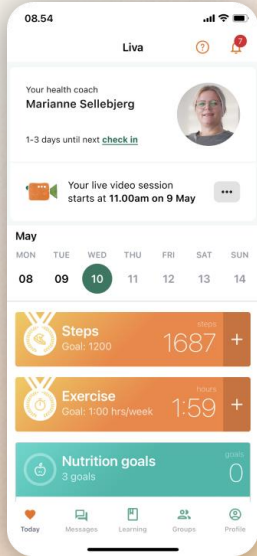 08.54
Liva
?
7
Your health coach
Marianne Sellebjerg
1-3 days until next check in
Your live video session
starts at 11.00am on 9 May
May
MON TUE WED THU FRI SAT SUN
08 09 10 11 12 13 14
Steps
Goal: 1200
steps
1687
+
Exercise
Goal: 1:00 hrs/week
hours
1:59
+
Nutrition goals
3 goals
goals
0
Today Messages Learning Groups Profile